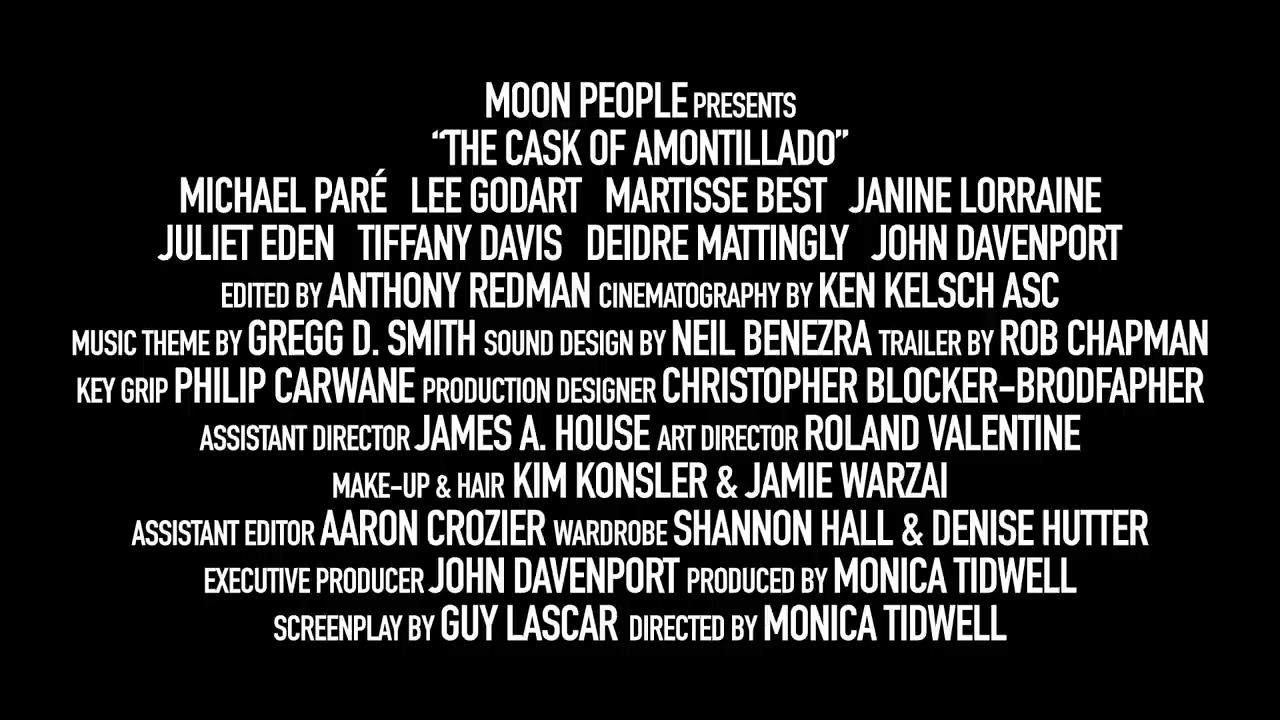 MOON PEOPLE PRESENTS
“THE CASK OF AMONTILLADO”
MICHAEL PARÉ LEE GODART MARTISSE BEST JANINE LORRAINE
JULIET EDEN TIFFANY DAVIS DEIDRE MATTINGLY JOHN DAVENPORT
EDITED BY ANTHONY REDMAN CINEMATOGRAPHY BY KEN KELSCH ASC
MUSIC THEME BY GREGG D. SMITH SOUND DESIGN BY NEIL BENEZRA TRAILER BY ROB CHAPMAN
KEY GRIP PHILIP CARWANE PRODUCTION DESIGNER CHRISTOPHER BLOCKER-BRODFAPHER
ASSISTANT DIRECTOR JAMES A. HOUSE ART DIRECTOR ROLAND VALENTINE
MAKE-UP & HAIR KIM KONSLER & JAMIE WARZAI
ASSISTANT EDITOR AARON CROZIER WARDROBE SHANNON HALL & DENISE HUTTER
EXECUTIVE PRODUCER JOHN DAVENPORT PRODUCED BY MONICA TIDWELL
SCREENPLAY BY GUY LASCAR DIRECTED BY MONICA TIDWELL